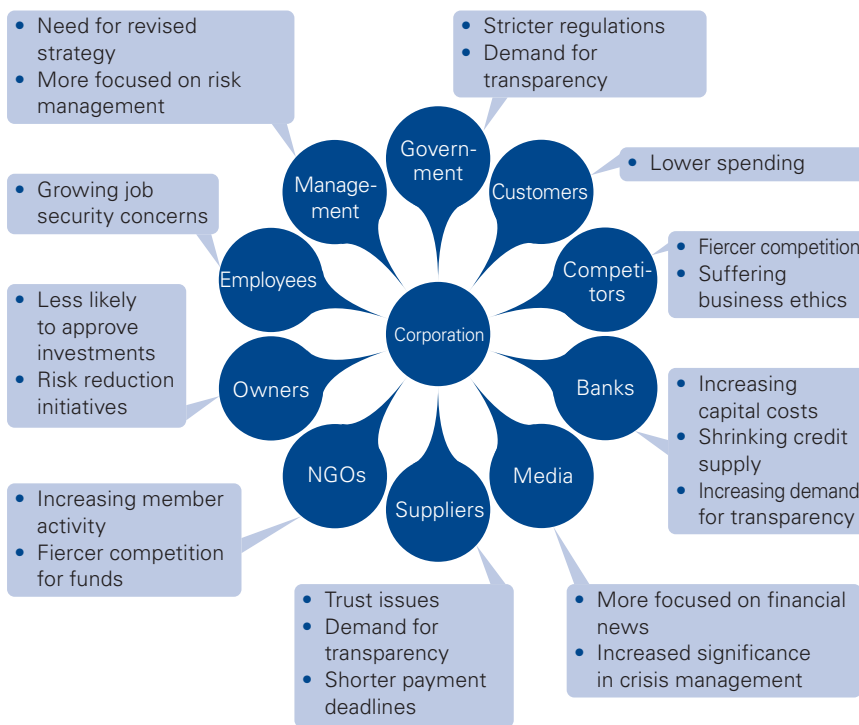 • Need for revised
strategy
• More focused on risk
management
• Stricter regulations
• Demand for
transparency
Govern-
ment
Manage-
ment
Customers
• Lower spending
• Growing job
security concerns
Employees
Competi-
tors
• Fiercer competition
• Suffering
business ethics
Corporation
• Less likely
to approve
investments
• Risk reduction
initiatives
Owners
Banks
• Increasing
capital costs
• Shrinking credit
supply
• Increasing demand
for transparency
NGOs
Media
Suppliers
• Increasing member
activity
• Fiercer competition
for funds
• Trust issues
• Demand for
transparency
• Shorter payment
deadlines
• More focused on financial
news
• Increased significance
in crisis management